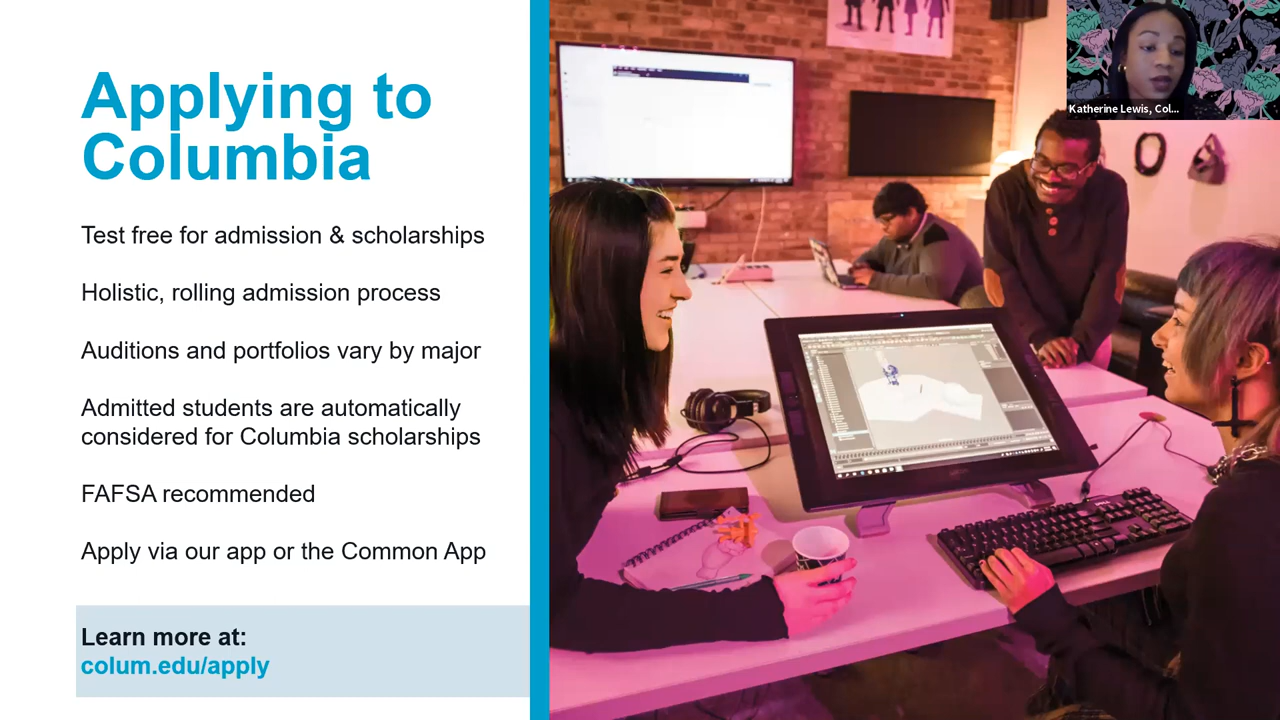 Applying to
Columbia
Test free for admission & scholarships
Holistic, rolling admission process
Auditions and portfolios vary by major
Admitted students are automatically
considered for Columbia scholarships
FAFSA recommended
Apply via our app or the Common App
Learn more at:
colum.edu/apply
Katherine Lewis, Col...